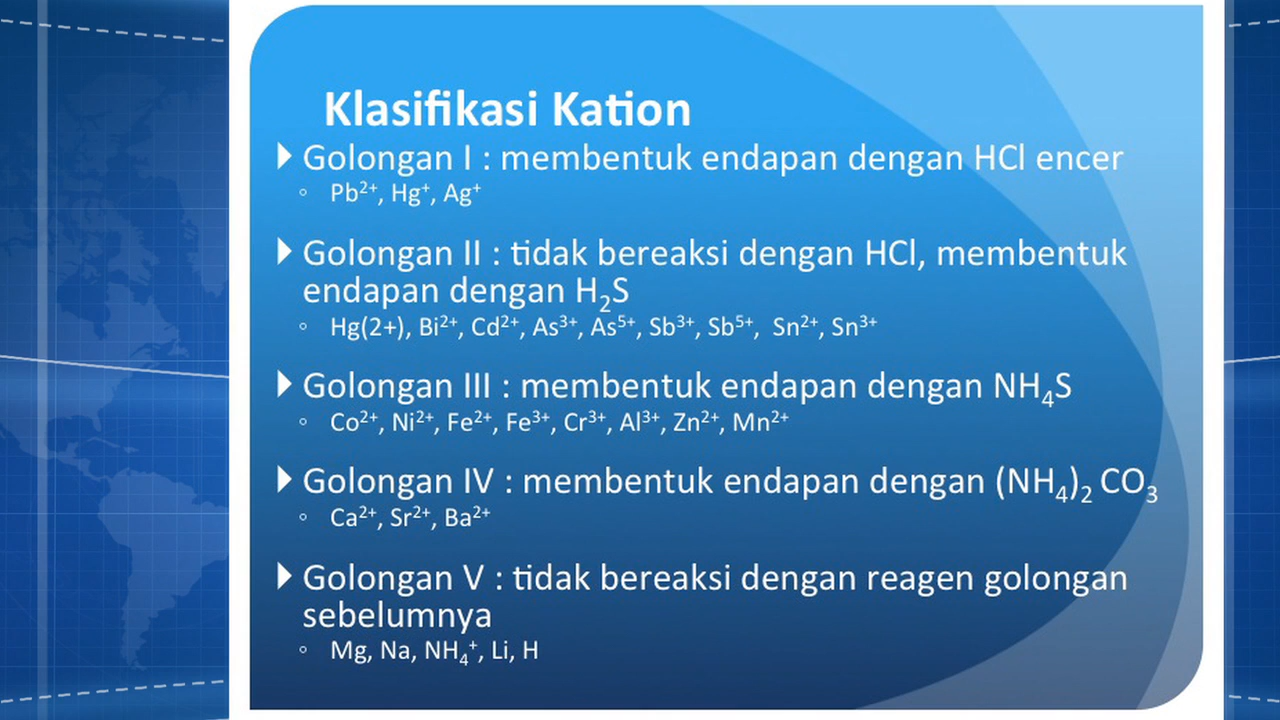 Klasifikasi Kation
Golongan I : membentuk endapan dengan HCl encer
Pb²⁺, Hg⁺, Ag⁺
Golongan II : tidak bereaksi dengan HCl, membentuk
endapan dengan H₂S
Hg(2+), Bi²⁺, Cd²⁺, As³⁺, As⁵⁺, Sb³⁺, Sb⁵⁺, Sn²⁺, Sn³⁺
Golongan III : membentuk endapan dengan NH₄S
Co²⁺, Ni²⁺, Fe²⁺, Fe³⁺, Cr³⁺, Al³⁺, Zn²⁺, Mn²⁺
Golongan IV : membentuk endapan dengan (NH₄)₂ CO₃
Ca²⁺, Sr²⁺, Ba²⁺
Golongan V : tidak bereaksi dengan reagen golongan
sebelumnya
Mg, Na, NH₄⁺, Li, H